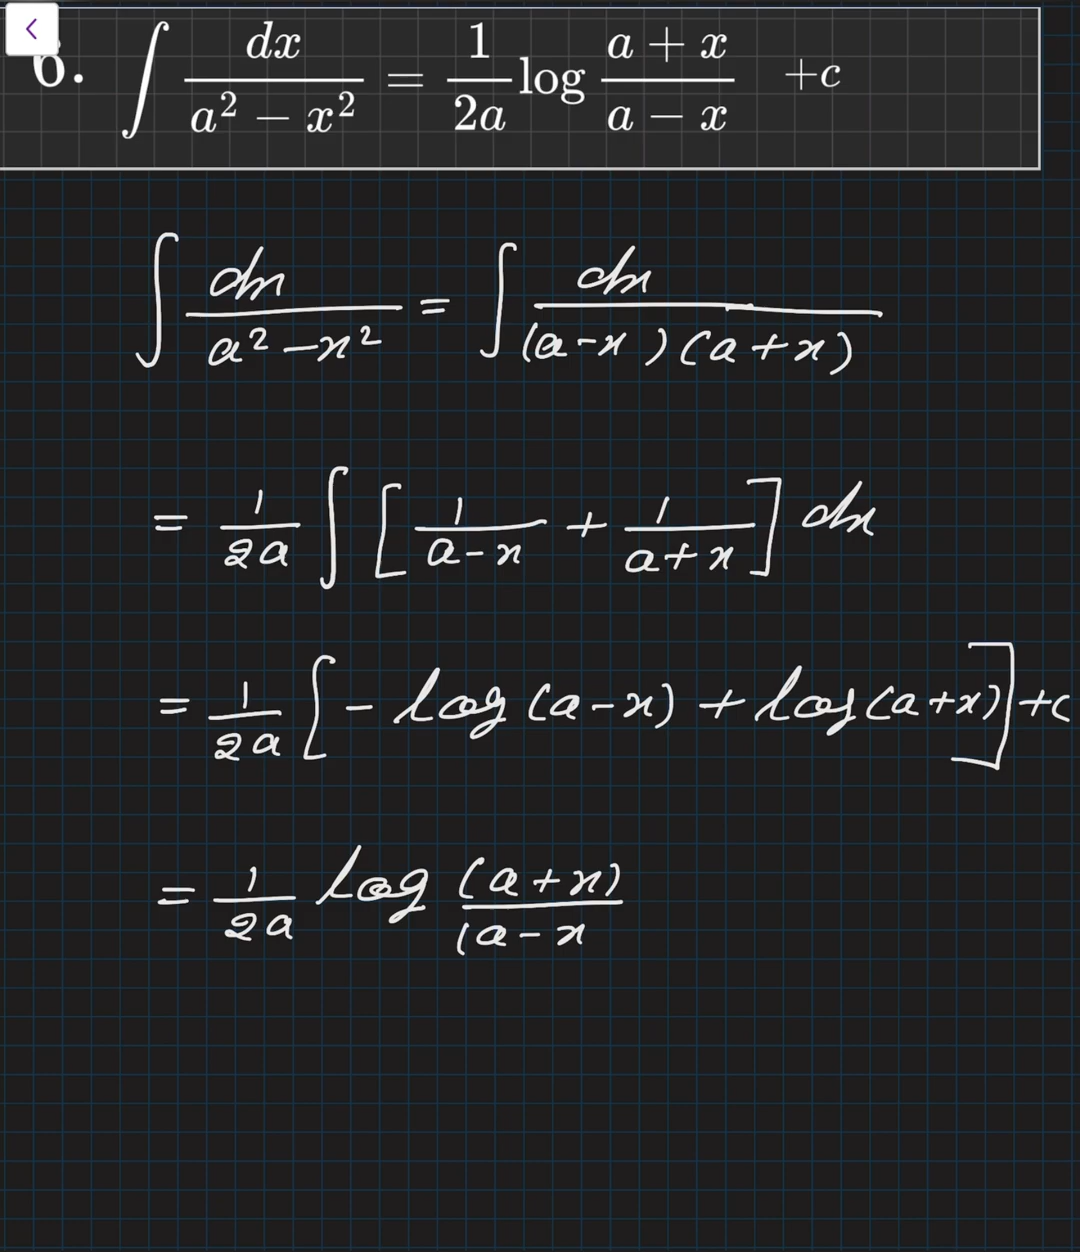 6. ∫ dx/(a² − x²) = 1/(2a) log (a + x)/(a − x) +c
∫ dx/(a² − x²) = ∫ dx/((a − x)(a + x))
= 1/(2a) ∫ [1/(a − x) + 1/(a + x)] dx
= 1/(2a) [− log (a − x) + log (a + x)] + c
= 1/(2a) log (a + x)/(a − x